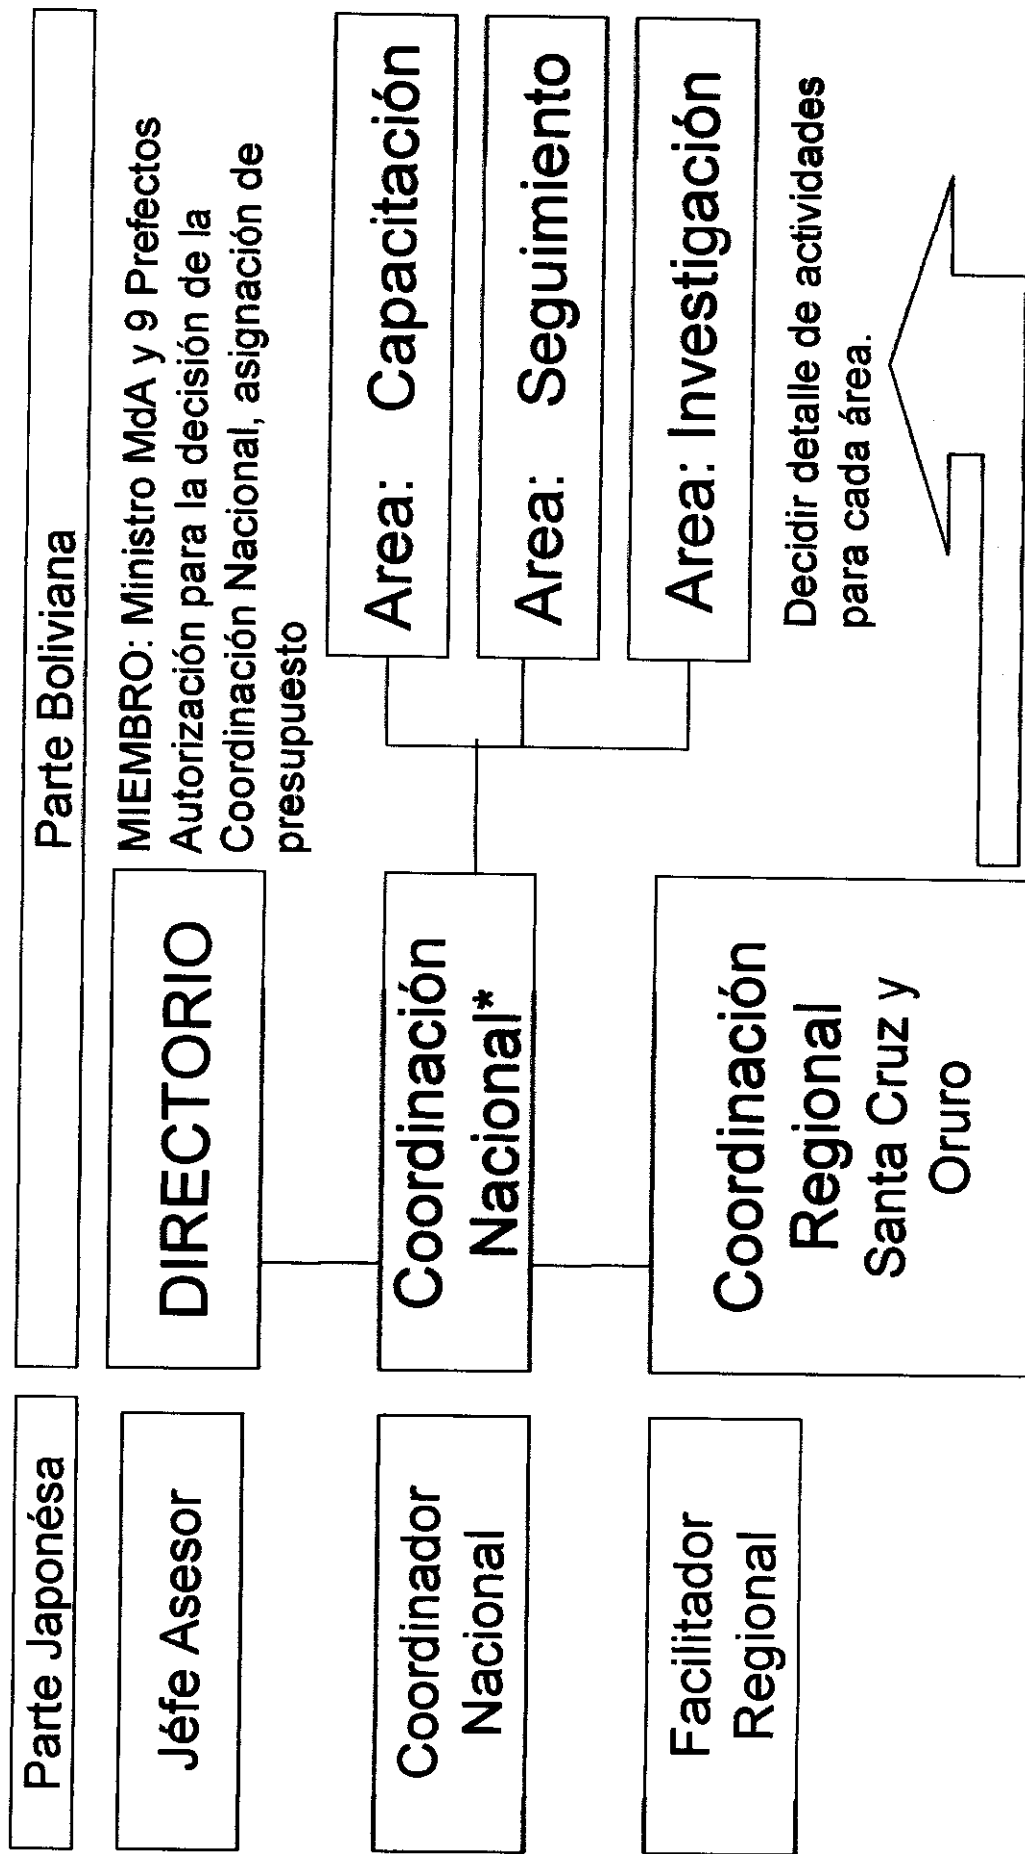 Parte Japonésa
Parte Boliviana
Jéfe Asesor
DIRECTORIO
MIEMBRO: Ministro MdA y 9 Prefectos
Autorización para la decisión de la
Coordinación Nacional, asignación de
presupuesto
Coordinador
Nacional
Coordinación
Nacional*
Area: Capacitación
Area: Seguimiento
Area: Investigación
Facilitador
Regional
Coordinación
Regional
Santa Cruz y
Oruro
Decidir detalle de actividades
para cada área.